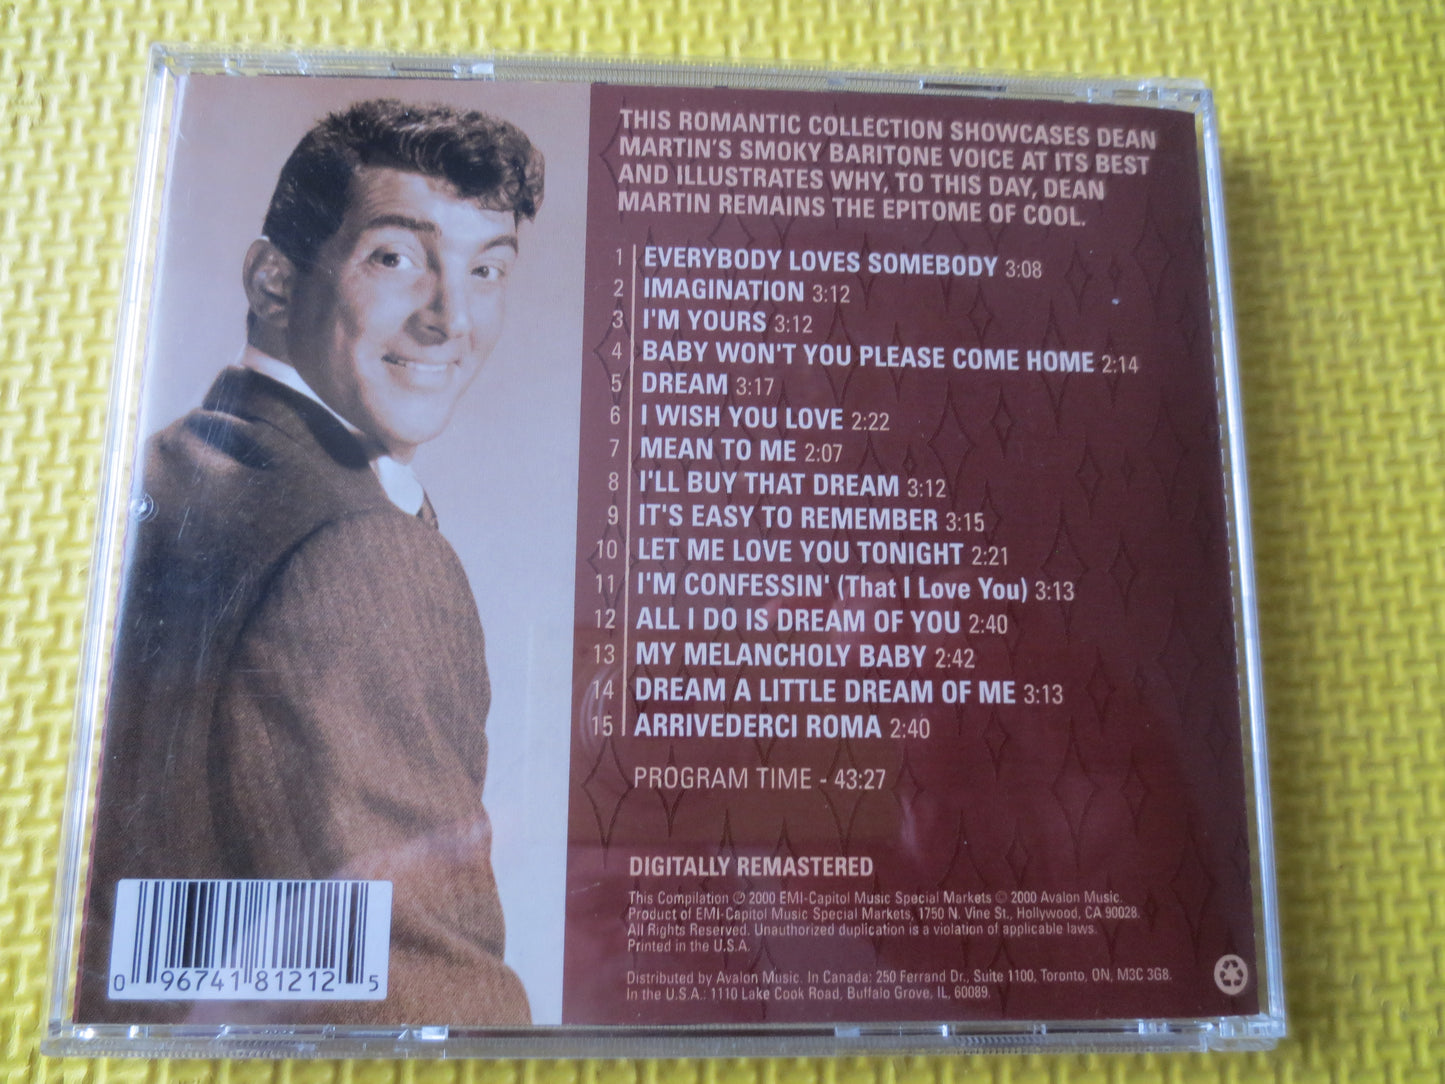 THIS ROMANTIC COLLECTION SHOWCASES DEAN
MARTIN'S SMOKY BARITONE VOICE AT ITS BEST
AND ILLUSTRATES WHY, TO THIS DAY, DEAN
MARTIN REMAINS THE EPITOME OF COOL.
1 EVERYBODY LOVES SOMEBODY 3:08
2 IMAGINATION 3:12
3 I'M YOURS 3:12
4 BABY WON'T YOU PLEASE COME HOME 2:14
5 DREAM 3:17
6 I WISH YOU LOVE 2:22
7 MEAN TO ME 2:07
8 I'LL BUY THAT DREAM 3:12
9 IT'S EASY TO REMEMBER 3:15
10 LET ME LOVE YOU TONIGHT 2:21
11 I'M CONFESSIN' (That I Love You) 3:13
12 ALL I DO IS DREAM OF YOU 2:40
13 MY MELANCHOLY BABY 2:42
14 DREAM A LITTLE DREAM OF ME 3:13
15 ARRIVEDERCI ROMA 2:40
PROGRAM TIME - 43:27
DIGITALLY REMASTERED
This Compilation ℗ 2000 EMI-Capitol Music Special Markets © 2000 Avalon Music.
Product of EMI-Capitol Music Special Markets, 1750 N. Vine St., Hollywood, CA 90028.
All Rights Reserved. Unauthorized duplication is a violation of applicable laws.
Printed in the U.S.A.
Distributed by Avalon Music. In Canada: 250 Ferrand Dr., Suite 1100, Toronto, ON, M3C 3G8.
In the U.S.A.: 1110 Lake Cook Road, Buffalo Grove, IL, 60089.
0 96741 81212 5